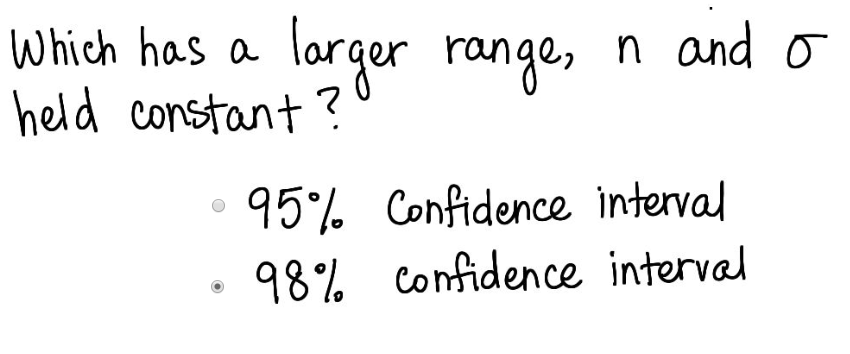 Which has a larger range, n and σ
held constant?
95% Confidence interval
98% confidence interval